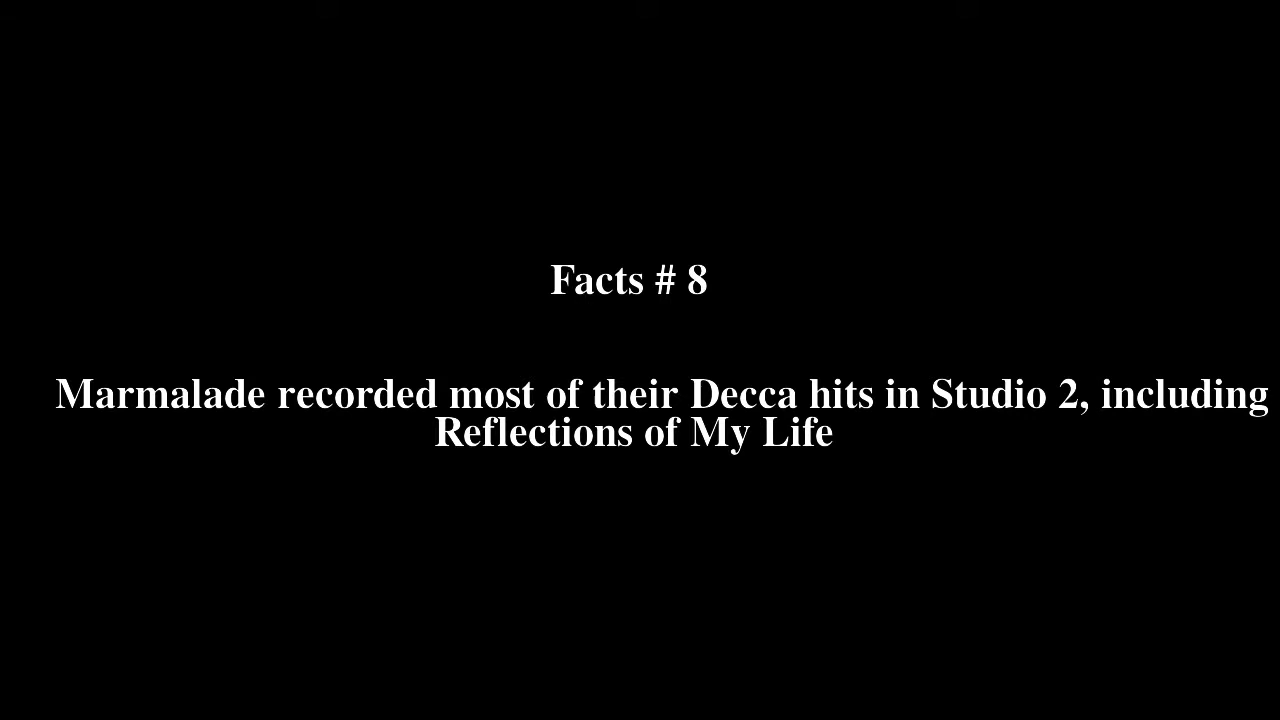 Facts # 8
Marmalade recorded most of their Decca hits in Studio 2, including
Reflections of My Life